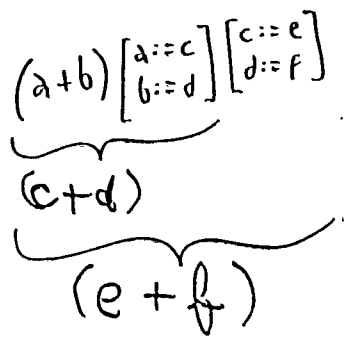 (a+b) [a:=c b:=d] [c:=e d:=f]
(c+d)
(e + f)